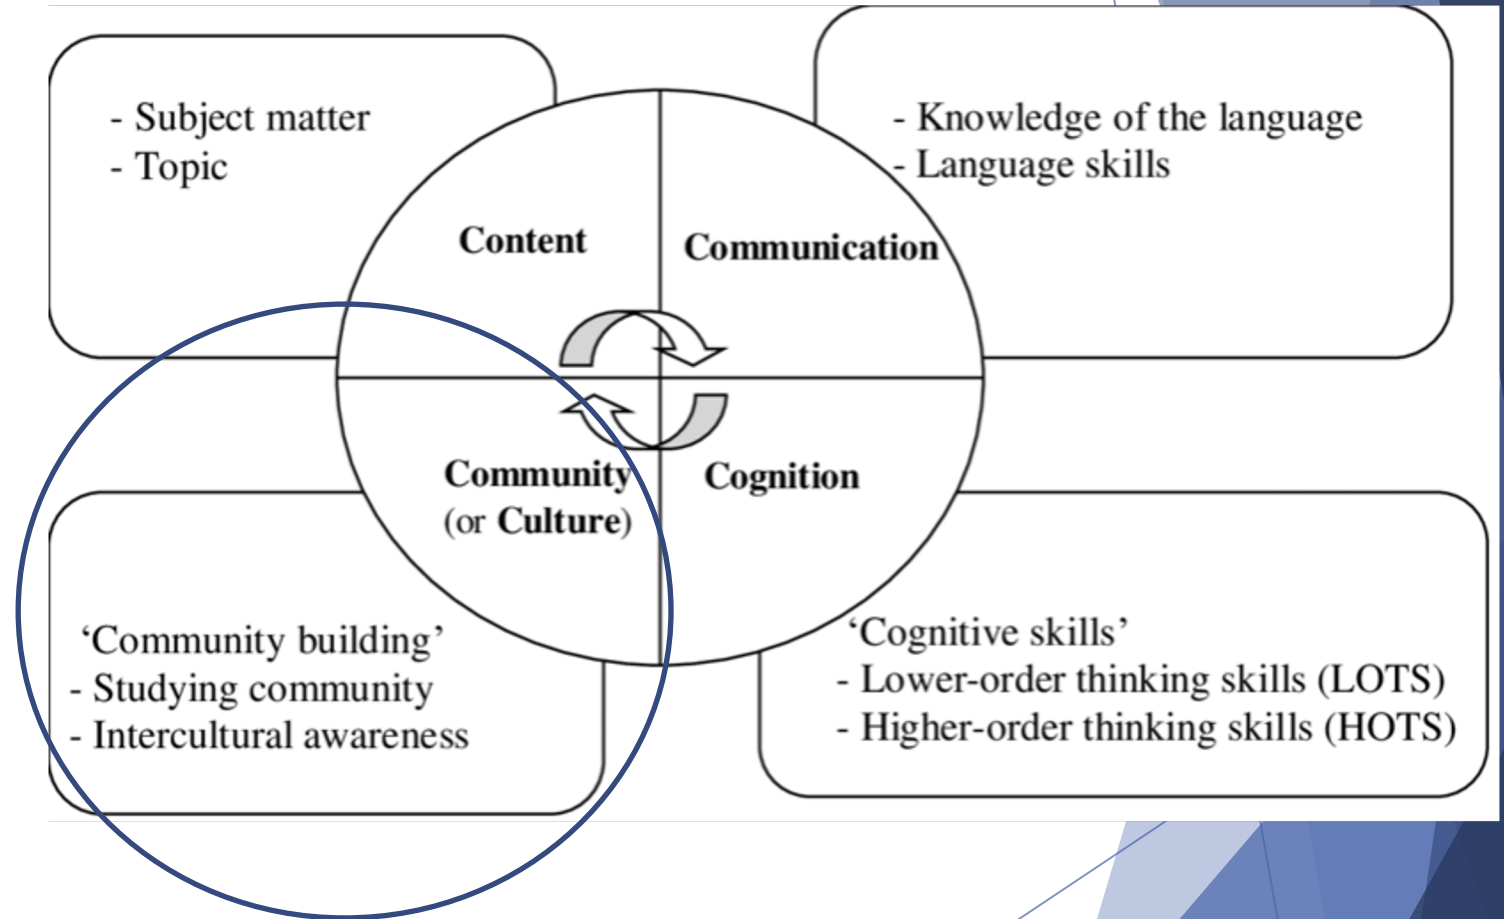 - Subject matter
- Topic
- Knowledge of the language
- Language skills
Content
Communication
Community
(or Culture)
Cognition
‘Community building’
- Studying community
- Intercultural awareness
‘Cognitive skills’
- Lower-order thinking skills (LOTS)
- Higher-order thinking skills (HOTS)